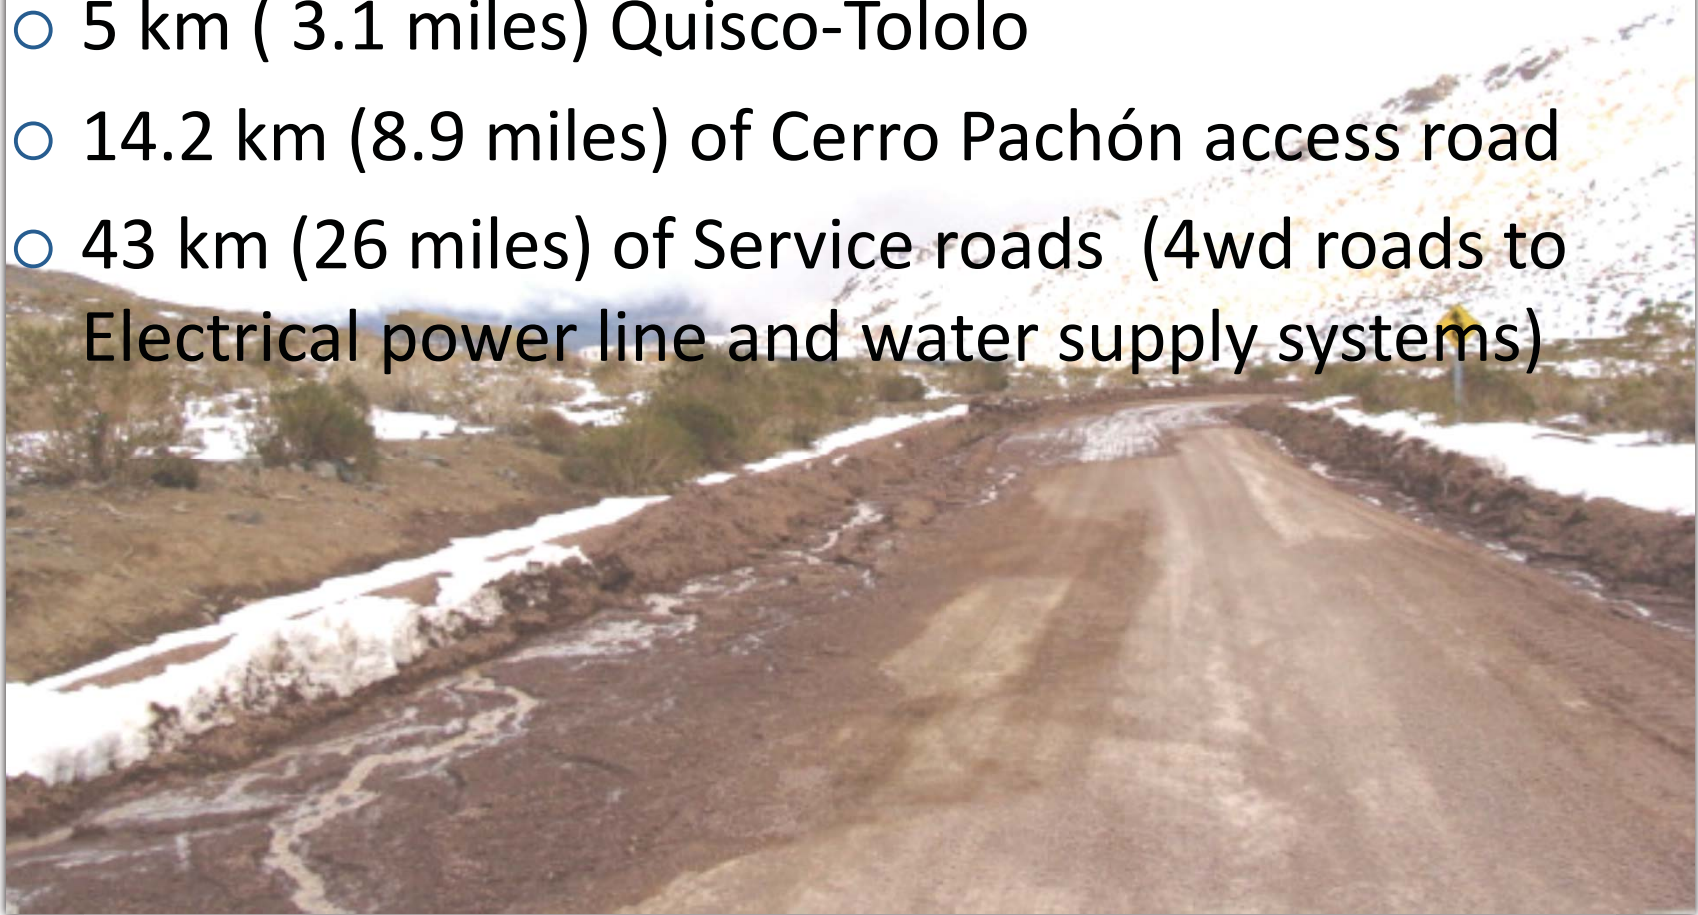 ○ 5 km ( 3.1 miles) Quisco-Tololo
○ 14.2 km (8.9 miles) of Cerro Pachón access road
○ 43 km (26 miles) of Service roads  (4wd roads to
Electrical power line and water supply systems)